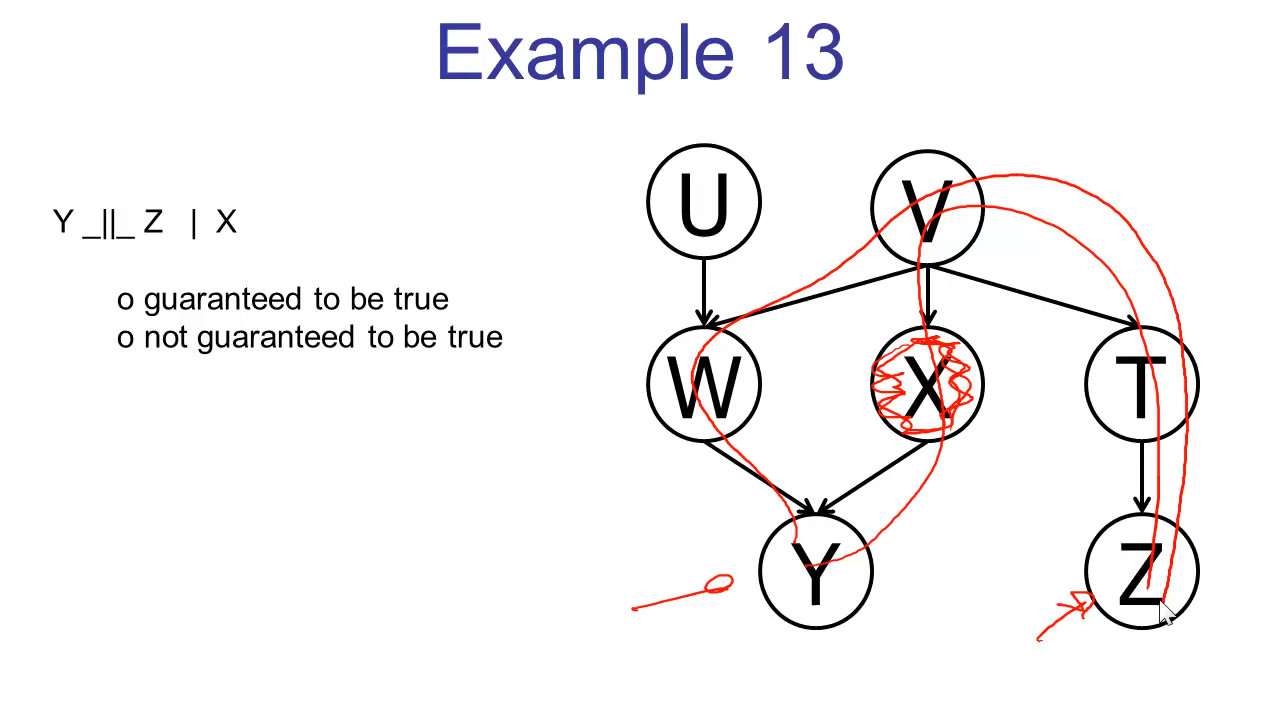 Example 13
Y _||_ Z | X
o guaranteed to be true
o not guaranteed to be true
U
V
W
X
T
Y
Z